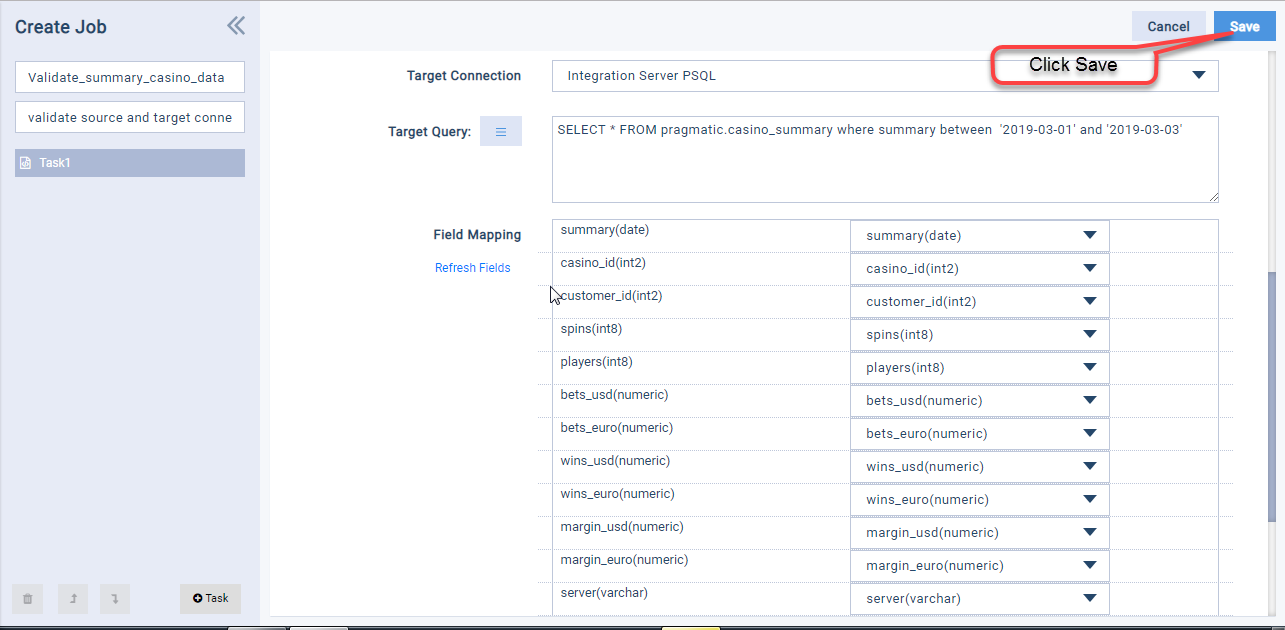 Create Job
Validate_summary_casino_data
validate source and target conne
Task1
Task
Cancel
Save
Click Save
Target Connection
Integration Server PSQL
Target Query:
SELECT * FROM pragmatic.casino_summary where summary between  '2019-03-01' and '2019-03-03'
Field Mapping
Refresh Fields
summary(date) summary(date)
casino_id(int2) casino_id(int2)
customer_id(int2) customer_id(int2)
spins(int8) spins(int8)
players(int8) players(int8)
bets_usd(numeric) bets_usd(numeric)
bets_euro(numeric) bets_euro(numeric)
wins_usd(numeric) wins_usd(numeric)
wins_euro(numeric) wins_euro(numeric)
margin_usd(numeric) margin_usd(numeric)
margin_euro(numeric) margin_euro(numeric)
server(varchar) server(varchar)